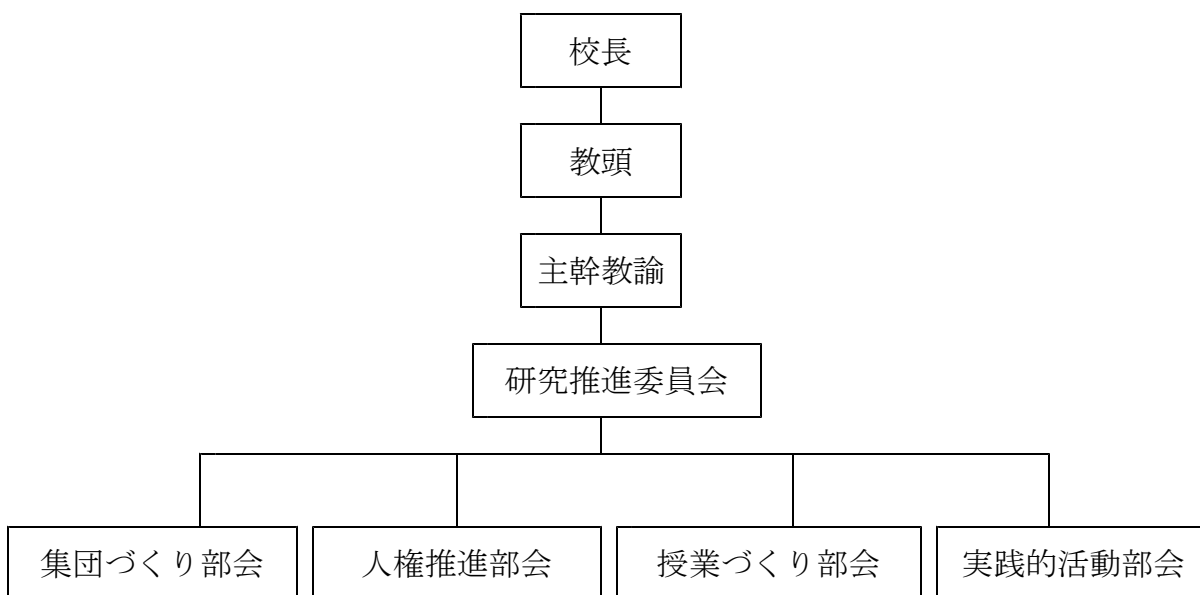 校長
教頭
主幹教諭
研究推進委員会
集団づくり部会
人権推進部会
授業づくり部会
実践的活動部会